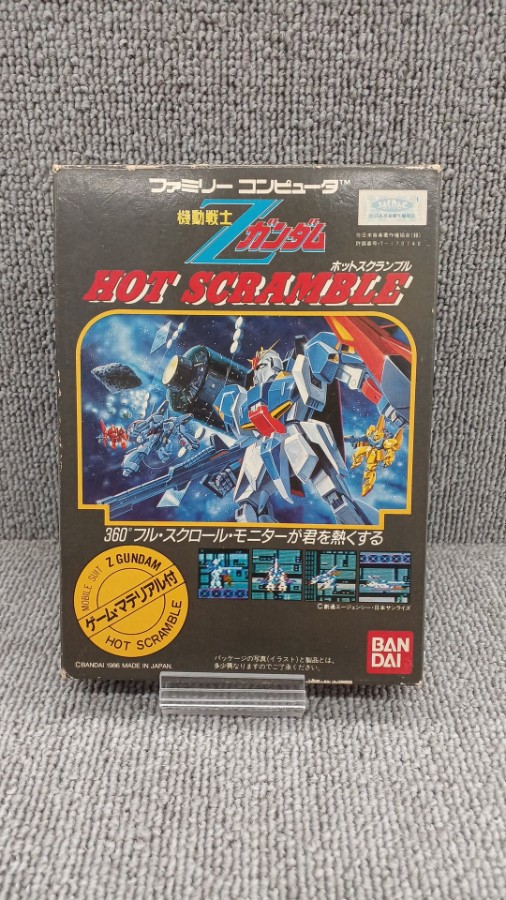 ファミリー コンピュータ™
機動戦士
Zガンダム
ホットスクランブル
HOT SCRAMBLE
360°フル・スクロール・モニターが君を熱くする
MOBILE SUIT Z GUNDAM
ゲーム・マテリアル付
HOT SCRAMBLE
©創通エージェンシー・日本サンライズ
©BANDAI 1986 MADE IN JAPAN.
パッケージの写真(イラスト)と製品とは、
多少異なりますのでご了承ください。
BAN
DAI